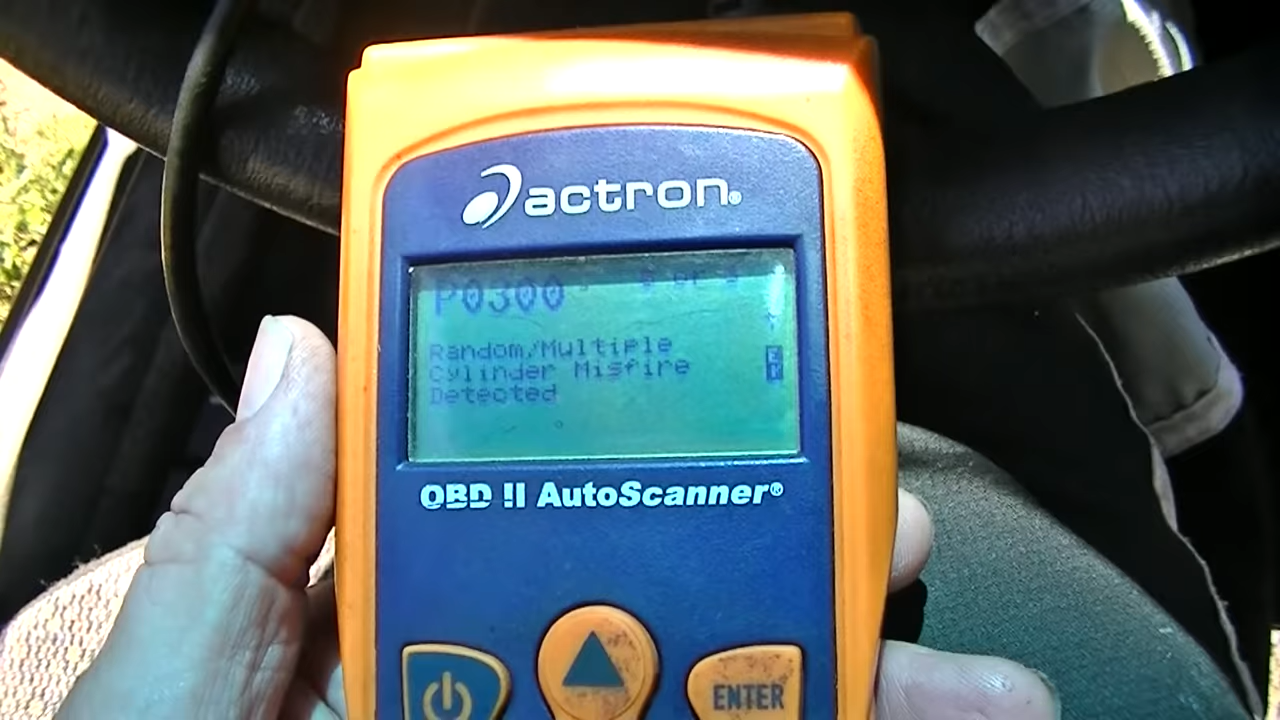 actron®
P0300
Random/Multiple
Cylinder Misfire
Detected
OBD II AutoScanner®
ENTER